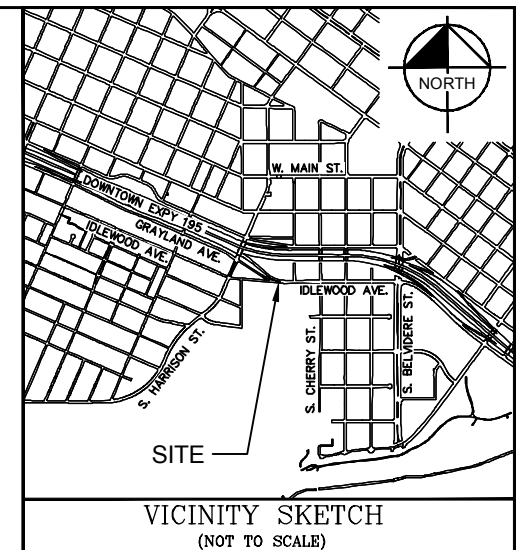 NORTH
W. MAIN ST.
DOWNTOWN EXPY 195
GRAYLAND AVE.
IDLEWOOD AVE.
IDLEWOOD AVE.
S. HARRISON ST.
S. CHERRY ST.
S. BELVIDERE ST.
SITE
VICINITY SKETCH
(NOT TO SCALE)